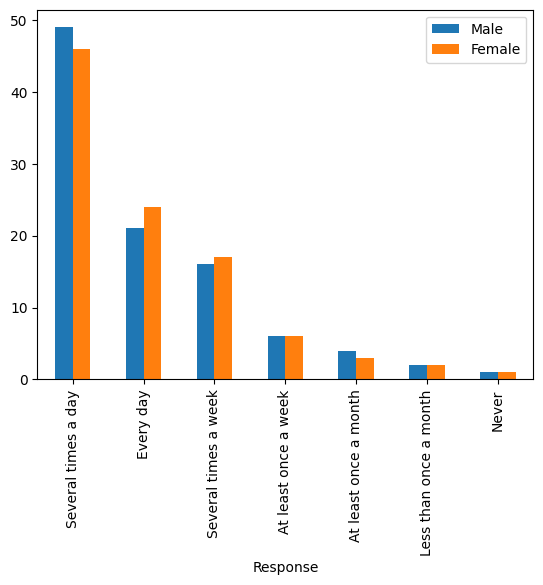 50
40
30
20
10
0
Male
Female
Several times a day
Every day
Several times a week
At least once a week
At least once a month
Less than once a month
Never
Response